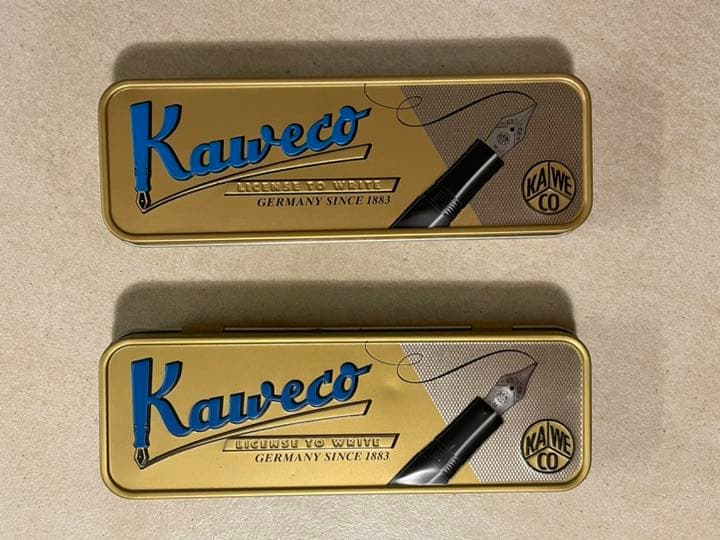 Kaweco
LICENSE TO WRITE
GERMANY SINCE 1883
KA WE
CO
Kaweco
LICENSE TO WRITE
GERMANY SINCE 1883
KA WE
CO